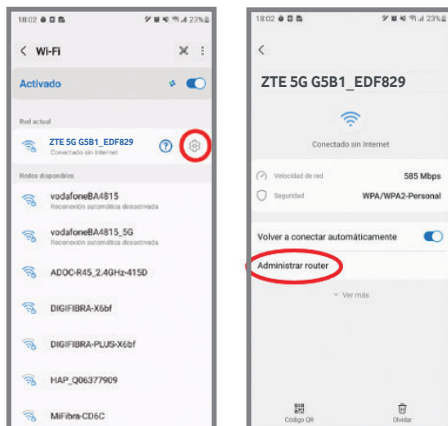 18:02
23%
Wi-Fi
Activado
Red actual
ZTE 5G G5B1_EDF829
Conectado sin Internet
Redes disponibles
vodafoneBA4815
Reconexión automática desactivada
vodafoneBA4815_5G
Reconexión automática desactivada
ADOC-R45_2.4GHz-415D
DIGIFIBRA-X6bf
DIGIFIBRA-PLUS-X6bf
HAP_Q06377909
MiFibra-CD6C
18:02
23%
ZTE 5G G5B1_EDF829
Conectado sin Internet
Velocidad de red
585 Mbps
Seguridad
WPA/WPA2-Personal
Volver a conectar automáticamente
Administrar router
Ver más
Código QR
Olvidar